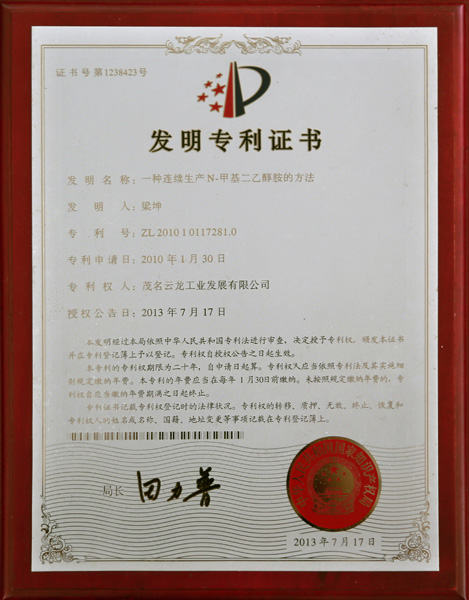 证书号第1238423号
发明专利证书
发明名称：一种连续生产N-甲基二乙醇胺的方法
发明人：梁坤
专利号：ZL 2010 1 0117281.0
专利申请日：2010年1月30日
专利权人：茂名云龙工业发展有限公司
授权公告日：2013年7月17日
本发明经过本局依照中华人民共和国专利法进行审查，决定授予专利权，颁发本证书
并在专利登记簿上予以登记。专利权自授权公告之日起生效。
本专利的专利权期限为二十年，自申请日起算。专利权人应当依照专利法及其实施细
则规定缴纳年费。本专利的年费应当在每年1月30日前缴纳。未按照规定缴纳年费的，专
利权自应当缴纳年费期满之日起终止。
专利证书记载专利权登记时的法律状况。专利权的转移、质押、无效、终止、恢复和
专利权人的姓名或名称、国籍、地址变更等事项记载在专利登记簿上。
局长 田力普
中华人民共和国国家知识产权局
2013年7月17日